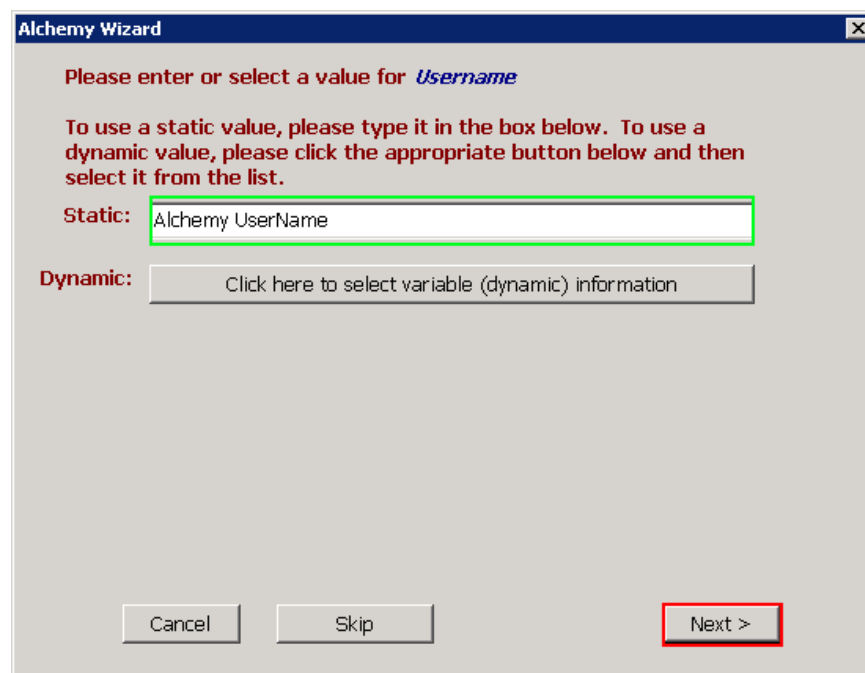 Alchemy Wizard
Please enter or select a value for Username
To use a static value, please type it in the box below. To use a
dynamic value, please click the appropriate button below and then
select it from the list.
Static: Alchemy UserName
Dynamic: Click here to select variable (dynamic) information
Cancel Skip Next >